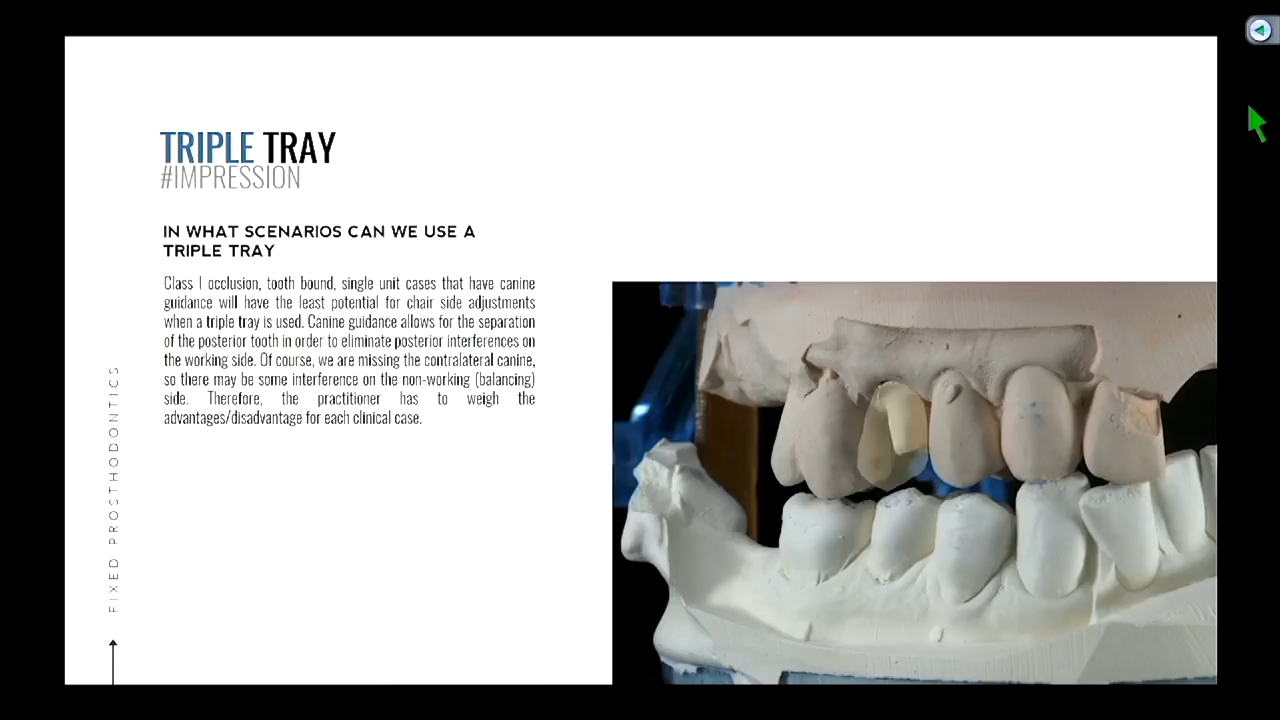 TRIPLE TRAY
#IMPRESSION
IN WHAT SCENARIOS CAN WE USE A
TRIPLE TRAY
Class I occlusion, tooth bound, single unit cases that have canine
guidance will have the least potential for chair side adjustments
when a triple tray is used. Canine guidance allows for the separation
of the posterior tooth in order to eliminate posterior interferences on
the working side. Of course, we are missing the contralateral canine,
so there may be some interference on the non-working (balancing)
side. Therefore, the practitioner has to weigh the
advantages/disadvantage for each clinical case.
FIXED PROSTHODONTICS